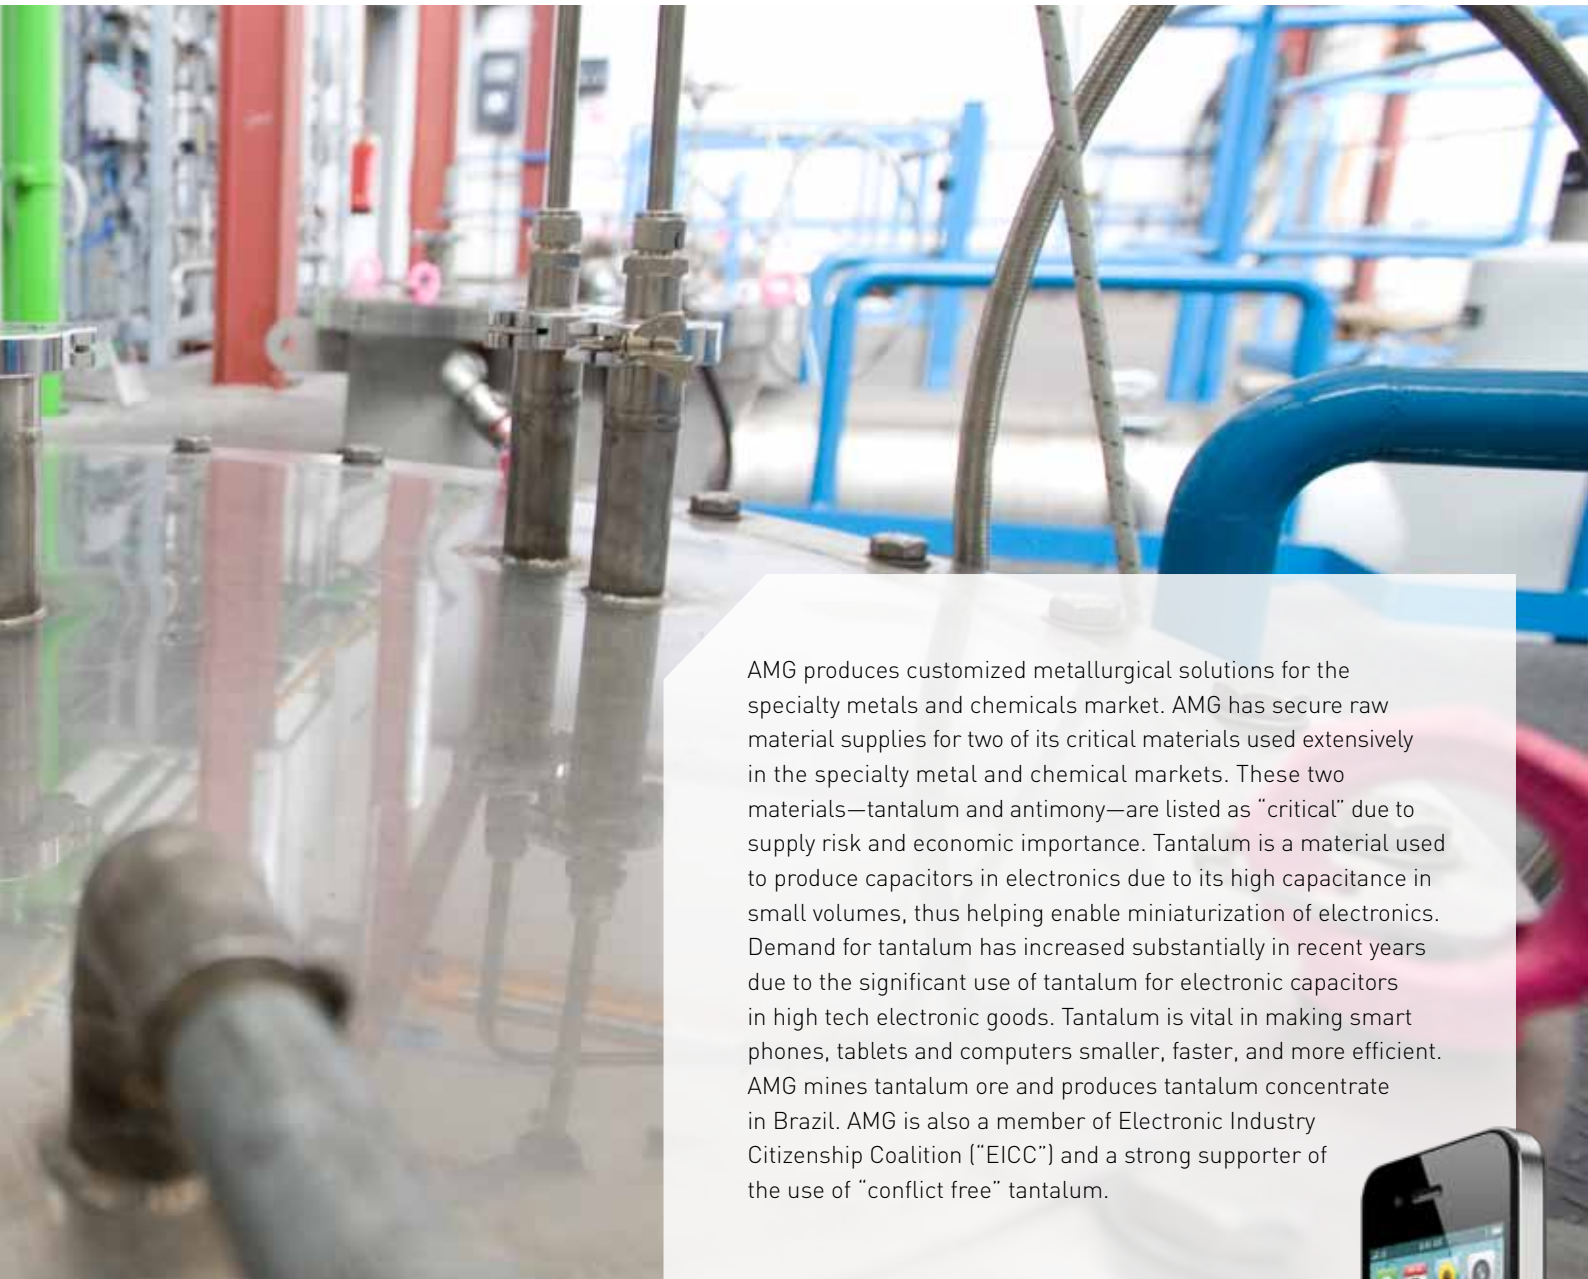 AMG produces customized metallurgical solutions for the
specialty metals and chemicals market. AMG has secure raw
material supplies for two of its critical materials used extensively
in the specialty metal and chemical markets. These two
materials—tantalum and antimony—are listed as “critical” due to
supply risk and economic importance. Tantalum is a material used
to produce capacitors in electronics due to its high capacitance in
small volumes, thus helping enable miniaturization of electronics.
Demand for tantalum has increased substantially in recent years
due to the significant use of tantalum for electronic capacitors
in high tech electronic goods. Tantalum is vital in making smart
phones, tablets and computers smaller, faster, and more efficient.
AMG mines tantalum ore and produces tantalum concentrate
in Brazil. AMG is also a member of Electronic Industry
Citizenship Coalition (“EICC”) and a strong supporter of
the use of “conflict free” tantalum.